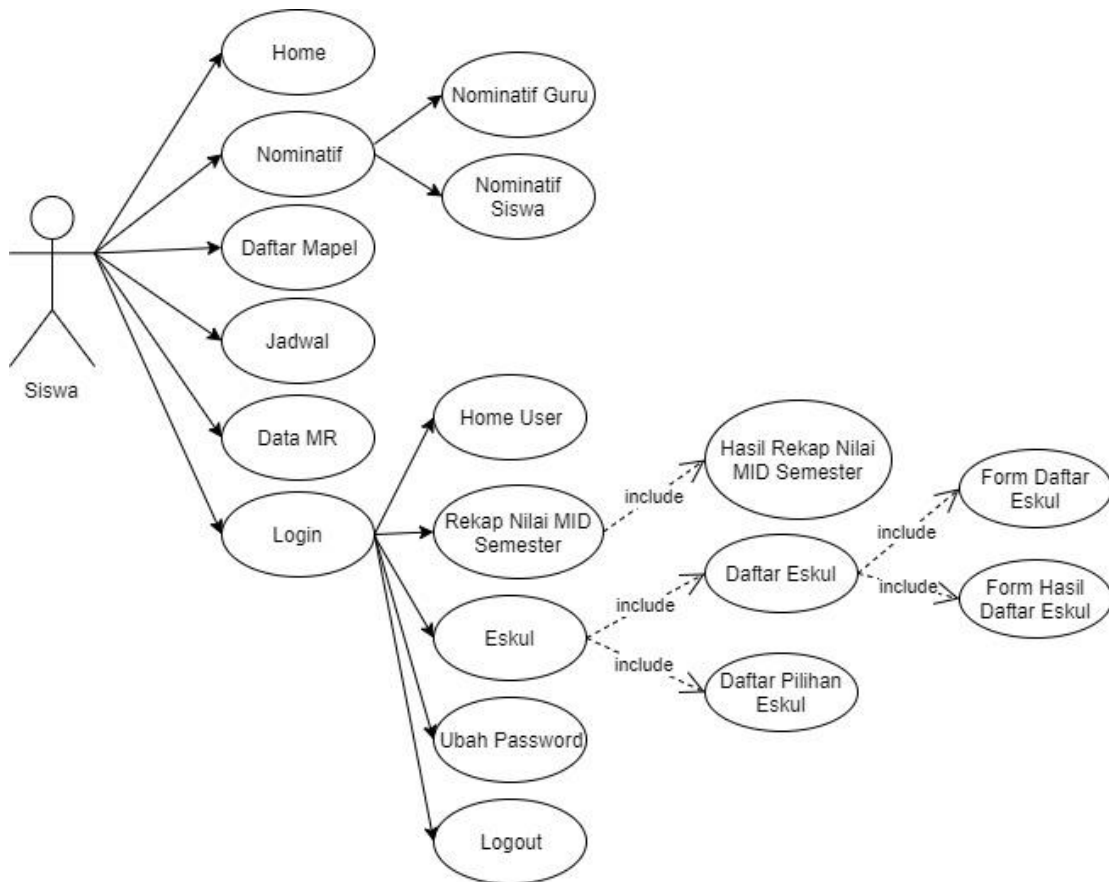 Home
Nominatif Guru
Nominatif
Nominatif
Siswa
Daftar Mapel
Jadwal
Siswa
Data MR
Home User
Hasil Rekap Nilai
MID Semester
Form Daftar
Eskul
include
include
Login
Rekap Nilai MID
Semester
Daftar Eskul
include
include
Form Hasil
Daftar Eskul
Eskul
include
Daftar Pilihan
Eskul
Ubah Password
Logout